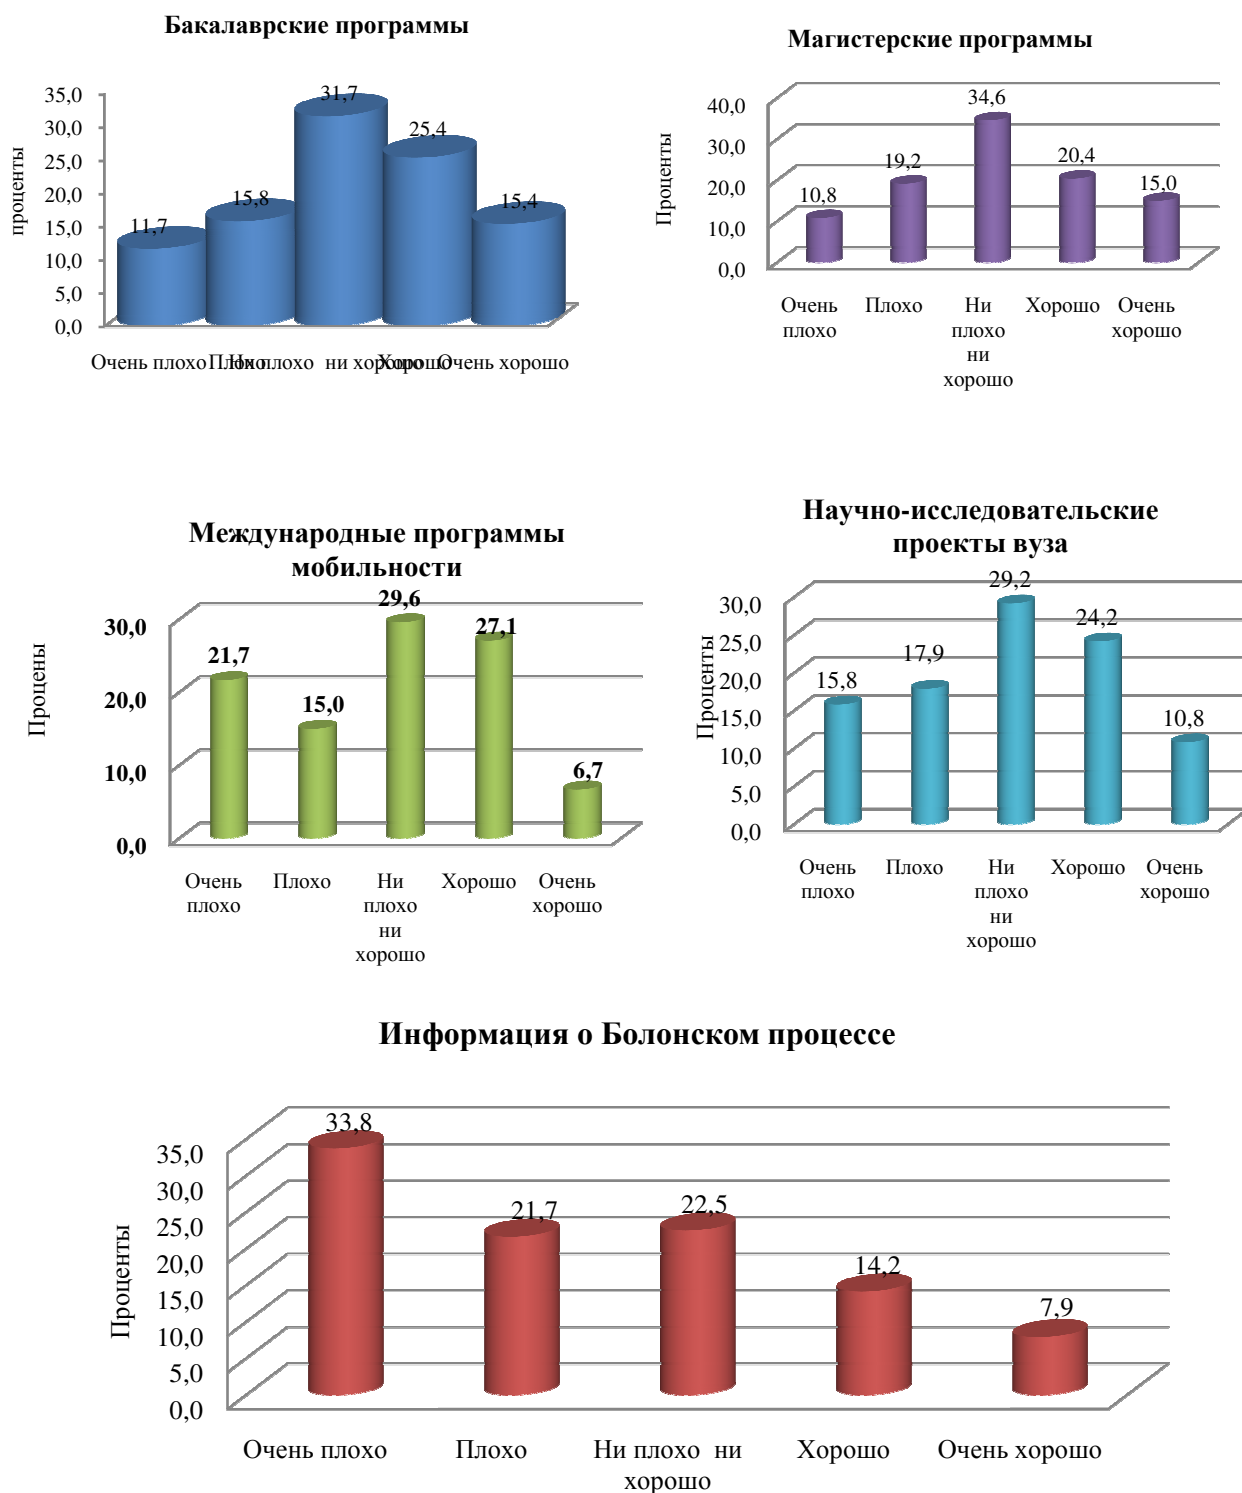 Бакалаврские программы
проценты
35,0
30,0
25,0
20,0
15,0
10,0
5,0
0,0
11,7
15,8
31,7
25,4
15,4
Очень плохо
Плохо
Ни плохо ни хорошо
Хорошо
Очень хорошо
Магистерские программы
Проценты
40,0
30,0
20,0
10,0
0,0
10,8
19,2
34,6
20,4
15,0
Очень
плохо
Плохо
Ни
плохо
ни
хорошо
Хорошо
Очень
хорошо
Международные программы
мобильности
Процены
30,0
20,0
10,0
0,0
21,7
15,0
29,6
27,1
6,7
Очень
плохо
Плохо
Ни
плохо
ни
хорошо
Хорошо
Очень
хорошо
Научно-исследовательские
проекты вуза
Проценты
30,0
25,0
20,0
15,0
10,0
5,0
0,0
15,8
17,9
29,2
24,2
10,8
Очень
плохо
Плохо
Ни
плохо
ни
хорошо
Хорошо
Очень
хорошо
Информация о Болонском процессе
Проценты
35,0
30,0
25,0
20,0
15,0
10,0
5,0
0,0
33,8
21,7
22,5
14,2
7,9
Очень плохо
Плохо
Ни плохо ни
хорошо
Хорошо
Очень хорошо